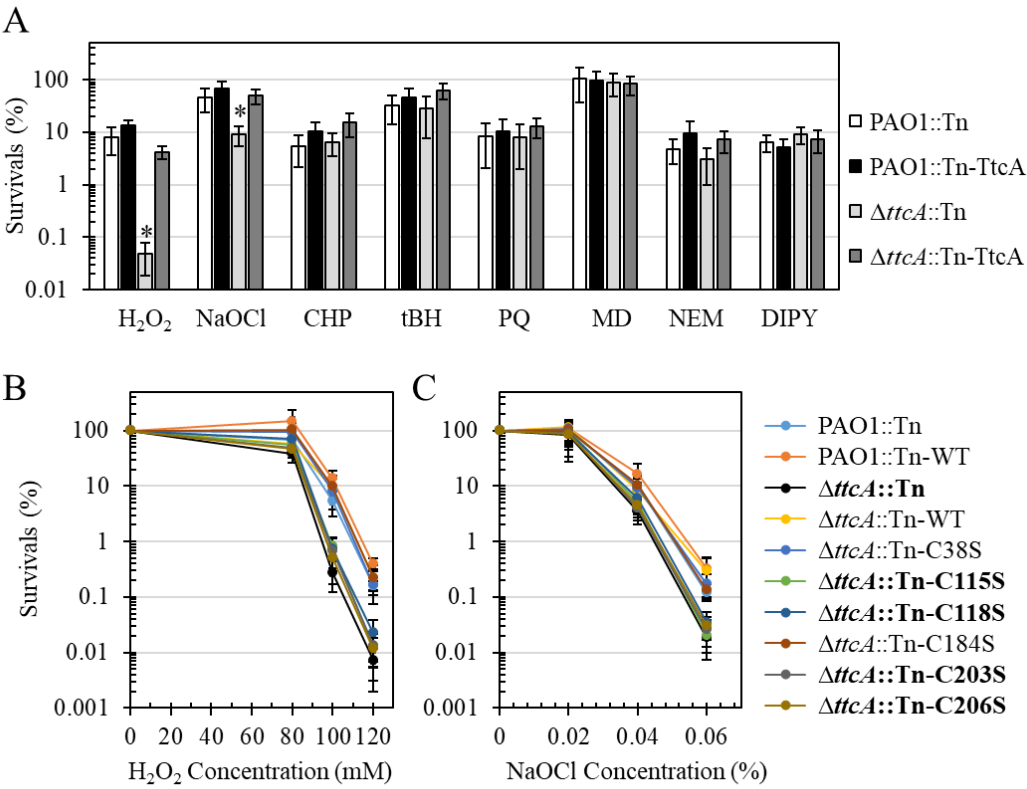 A
Survivals (%)
100
10
1
0.1
0.01
*
*
H₂O₂ NaOCl CHP tBH PQ MD NEM DIPY
PAO1::Tn
PAO1::Tn-TtcA
ΔttcA::Tn
ΔttcA::Tn-TtcA
B
Survivals (%)
100
10
1
0.1
0.01
0.001
0 20 40 60 80 100 120
H₂O₂ Concentration (mM)
C
100
10
1
0.1
0.01
0.001
0 0.02 0.04 0.06
NaOCl Concentration (%)
PAO1::Tn
PAO1::Tn-WT
ΔttcA::Tn
ΔttcA::Tn-WT
ΔttcA::Tn-C38S
ΔttcA::Tn-C115S
ΔttcA::Tn-C118S
ΔttcA::Tn-C184S
ΔttcA::Tn-C203S
ΔttcA::Tn-C206S